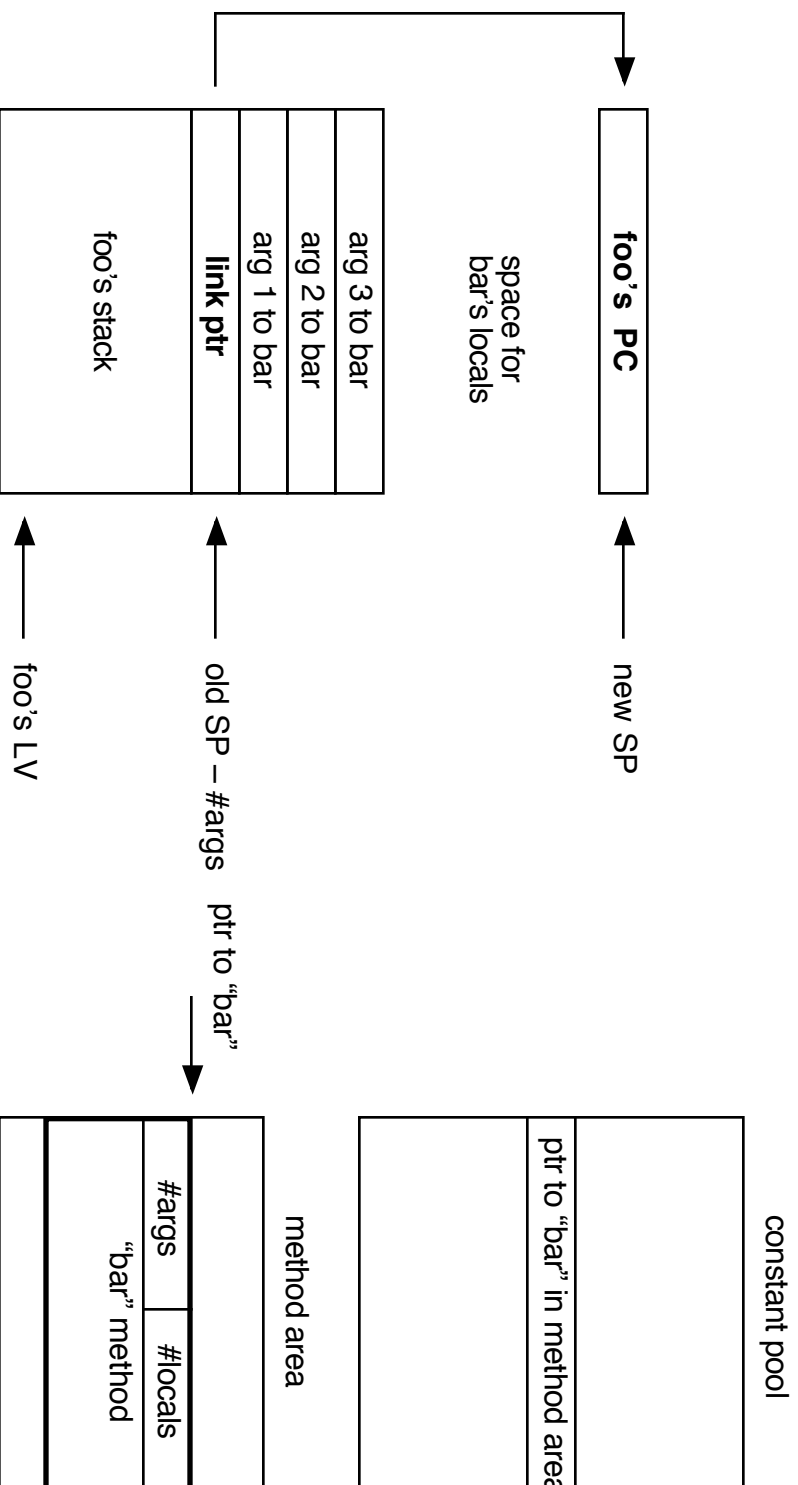 foo's PC
new SP
space for
bar's locals
arg 3 to bar
arg 2 to bar
arg 1 to bar
link ptr
old SP – #args
foo's stack
foo's LV
constant pool
ptr to “bar” in method area
method area
ptr to “bar”
#args
#locals
“bar” method